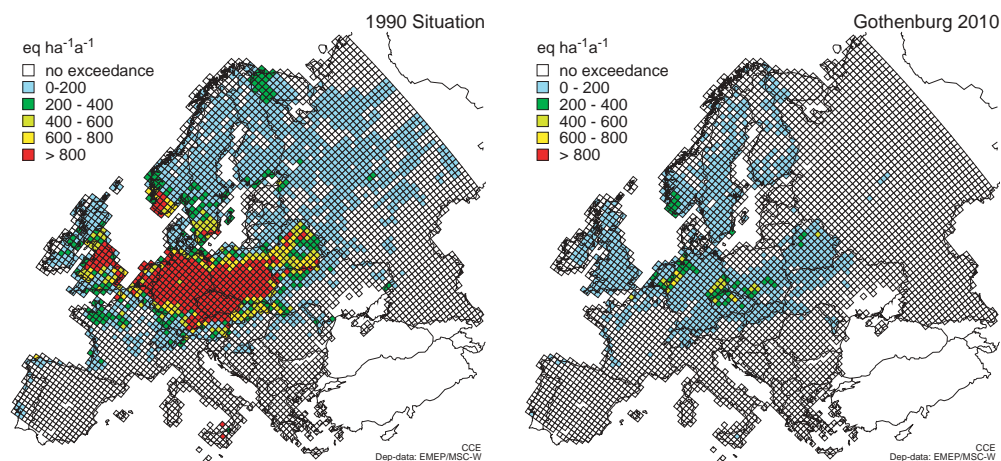 1990 Situation
eq ha⁻¹a⁻¹
no exceedance
0-200
200 - 400
400 - 600
600 - 800
> 800
CCE
Dep-data: EMEP/MSC-W
Gothenburg 2010
eq ha⁻¹a⁻¹
no exceedance
0 - 200
200 - 400
400 - 600
600 - 800
> 800
CCE
Dep-data: EMEP/MSC-W